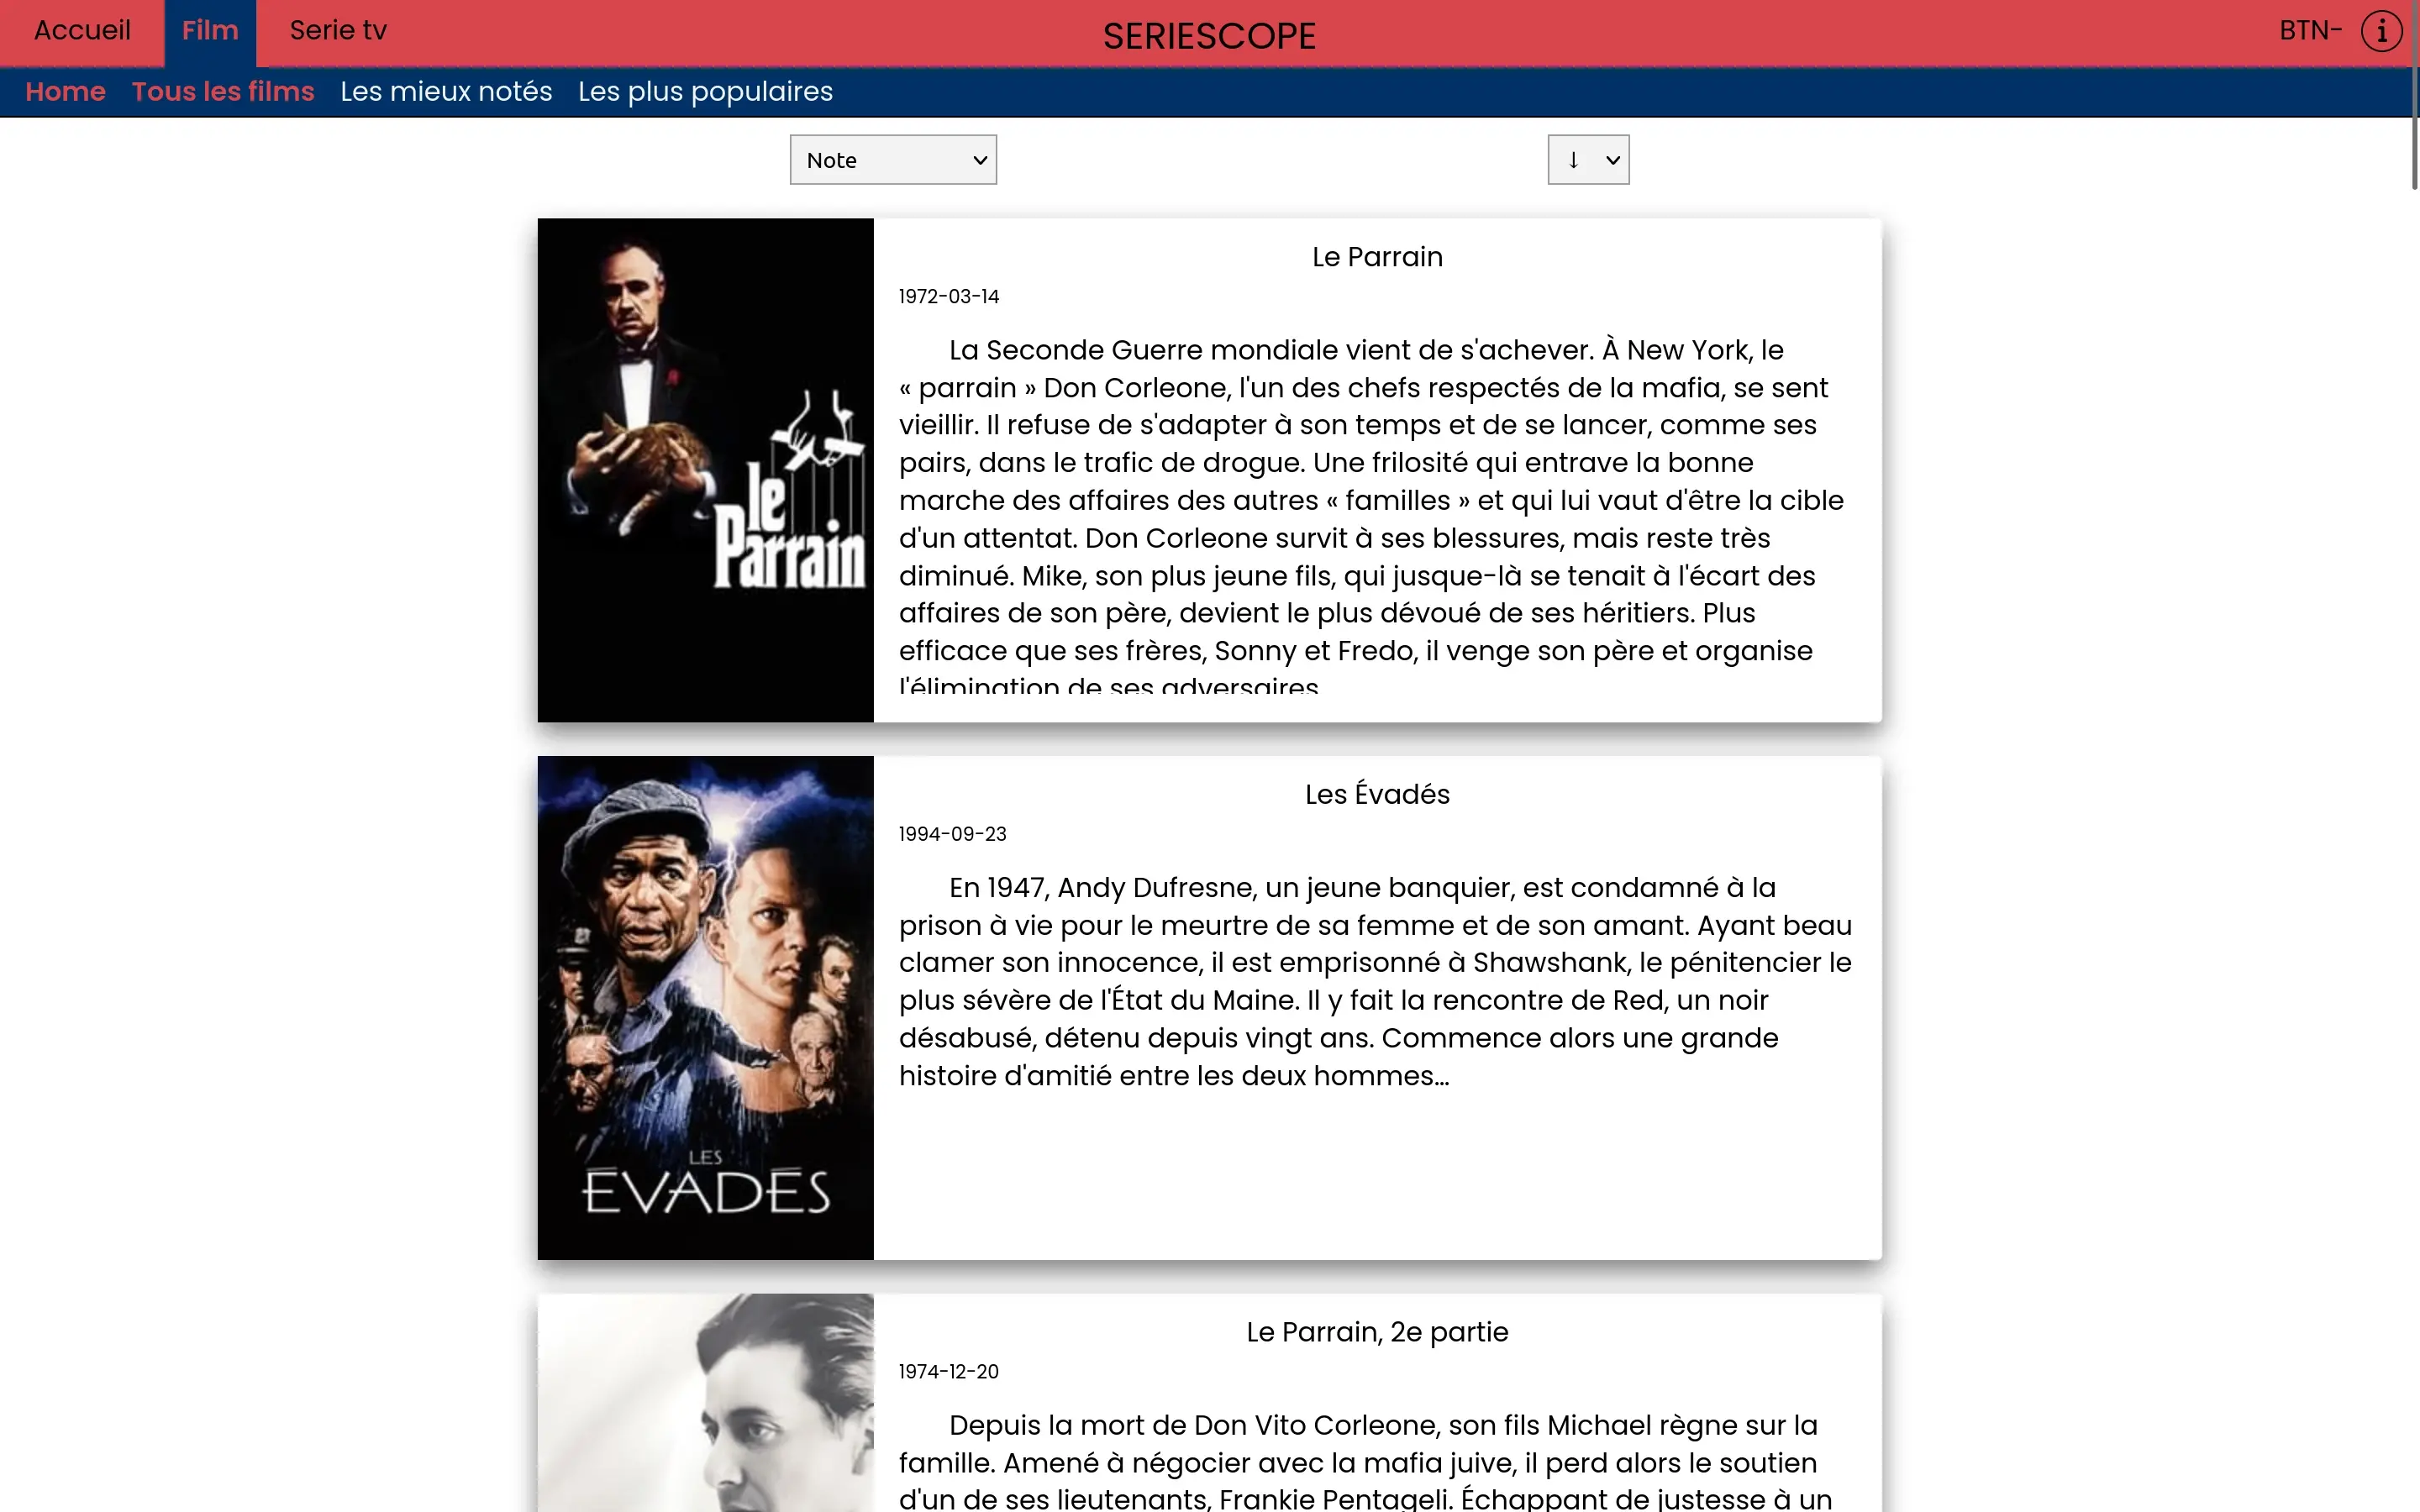 Accueil Film Serie tv SERIESCOPE BTN-
Home Tous les films Les mieux notés Les plus populaires
Note ↓
le
Parrain
Le Parrain
1972-03-14
La Seconde Guerre mondiale vient de s'achever. À New York, le
« parrain » Don Corleone, l'un des chefs respectés de la mafia, se sent
vieillir. Il refuse de s'adapter à son temps et de se lancer, comme ses
pairs, dans le trafic de drogue. Une frilosité qui entrave la bonne
marche des affaires des autres « familles » et qui lui vaut d'être la cible
d'un attentat. Don Corleone survit à ses blessures, mais reste très
diminué. Mike, son plus jeune fils, qui jusque-là se tenait à l'écart des
affaires de son père, devient le plus dévoué de ses héritiers. Plus
efficace que ses frères, Sonny et Fredo, il venge son père et organise
l'élimination de ses adversaires
LES
ÉVADÉS
Les Évadés
1994-09-23
En 1947, Andy Dufresne, un jeune banquier, est condamné à la
prison à vie pour le meurtre de sa femme et de son amant. Ayant beau
clamer son innocence, il est emprisonné à Shawshank, le pénitencier le
plus sévère de l'État du Maine. Il y fait la rencontre de Red, un noir
désabusé, détenu depuis vingt ans. Commence alors une grande
histoire d'amitié entre les deux hommes...
Le Parrain, 2e partie
1974-12-20
Depuis la mort de Don Vito Corleone, son fils Michael règne sur la
famille. Amené à négocier avec la mafia juive, il perd alors le soutien
d'un de ses lieutenants, Frankie Pentageli. Échappant de justesse à un